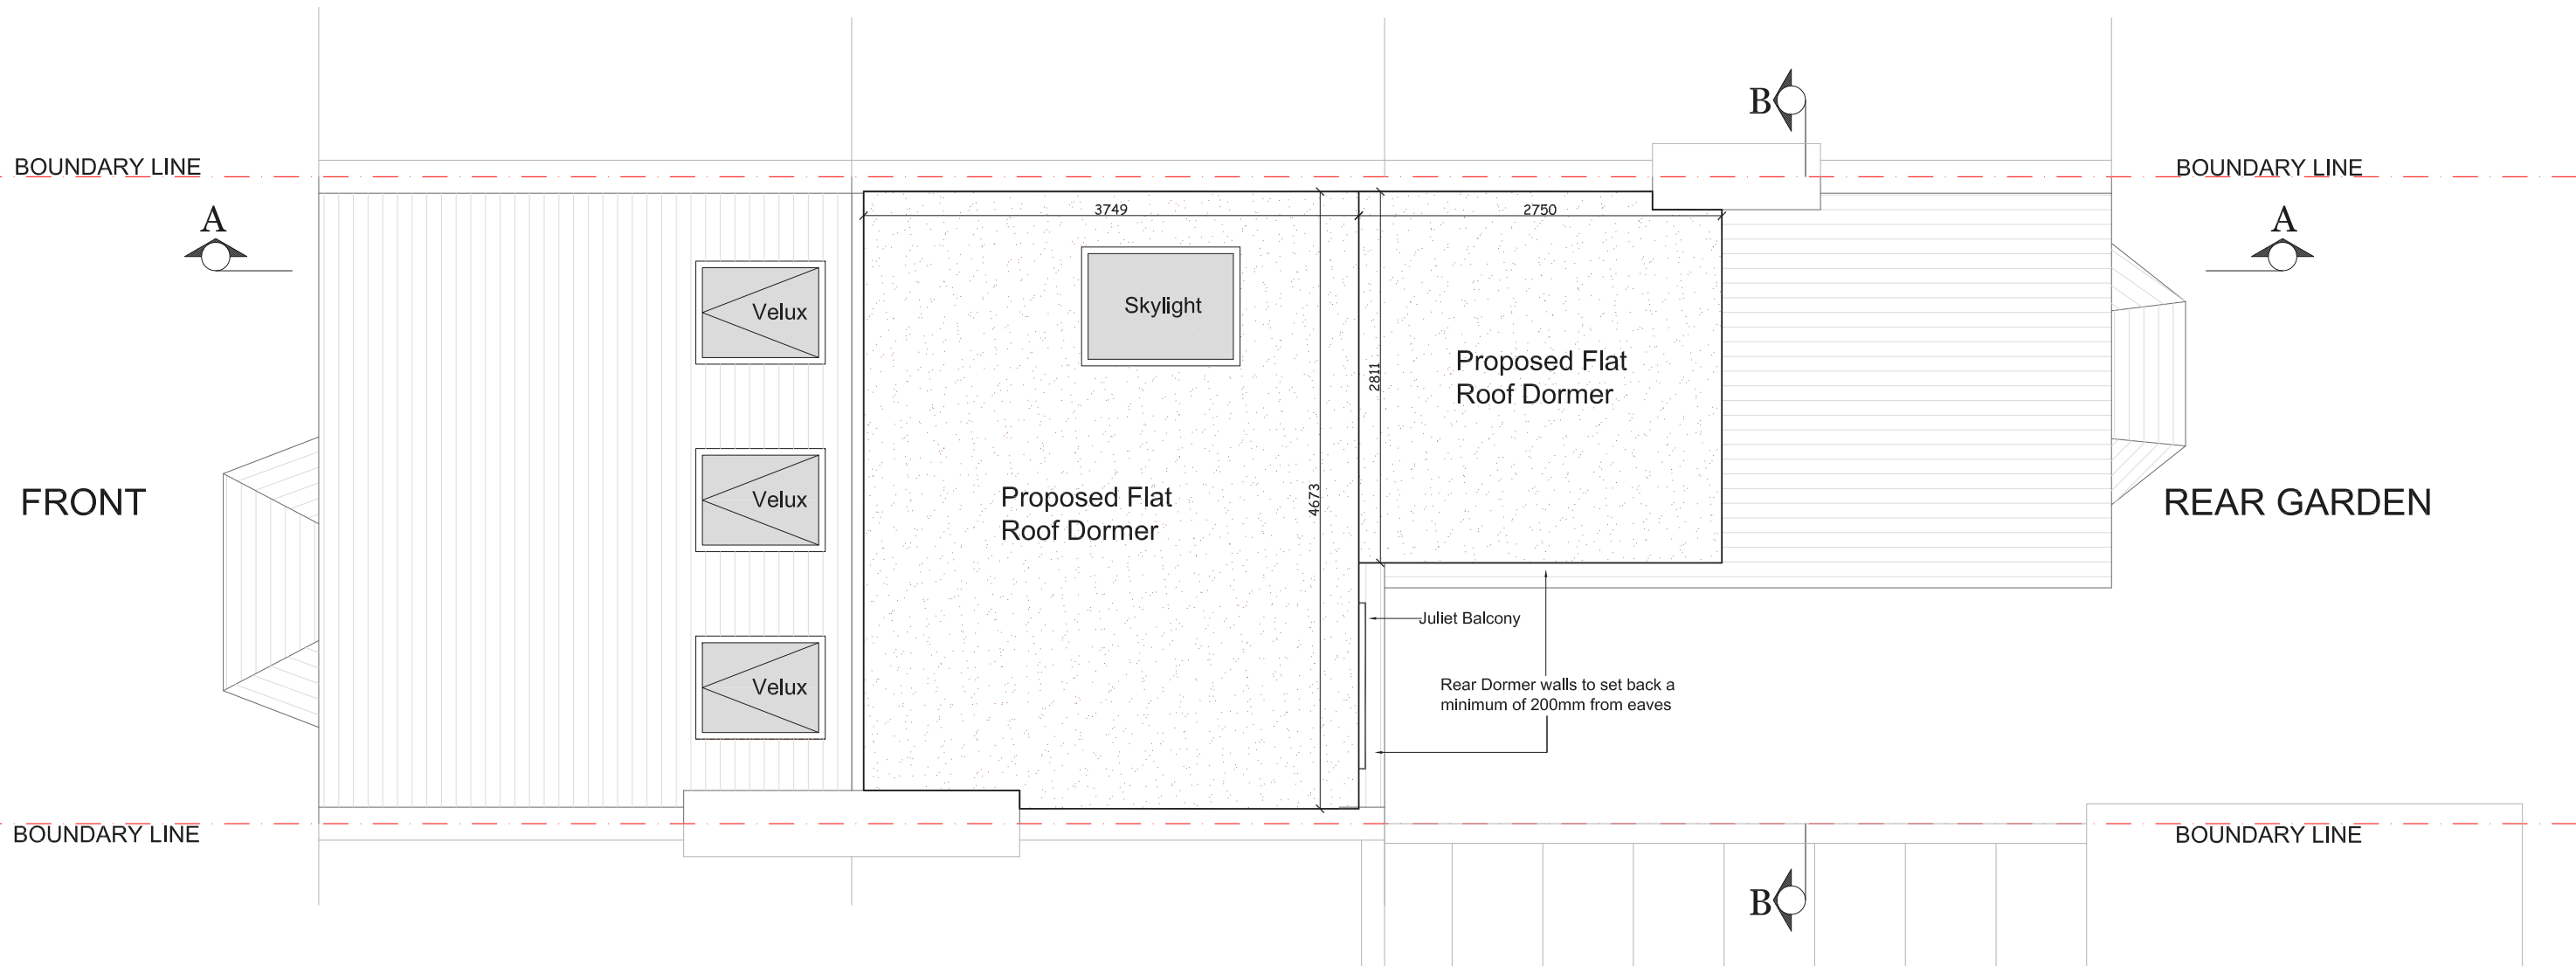 B
BOUNDARY LINE
BOUNDARY LINE
A
A
3749
2750
Velux
Skylight
Proposed Flat
Roof Dormer
2811
FRONT
Velux
Proposed Flat
Roof Dormer
4673
REAR GARDEN
Juliet Balcony
Velux
Rear Dormer walls to set back a
minimum of 200mm from eaves
BOUNDARY LINE
BOUNDARY LINE
B